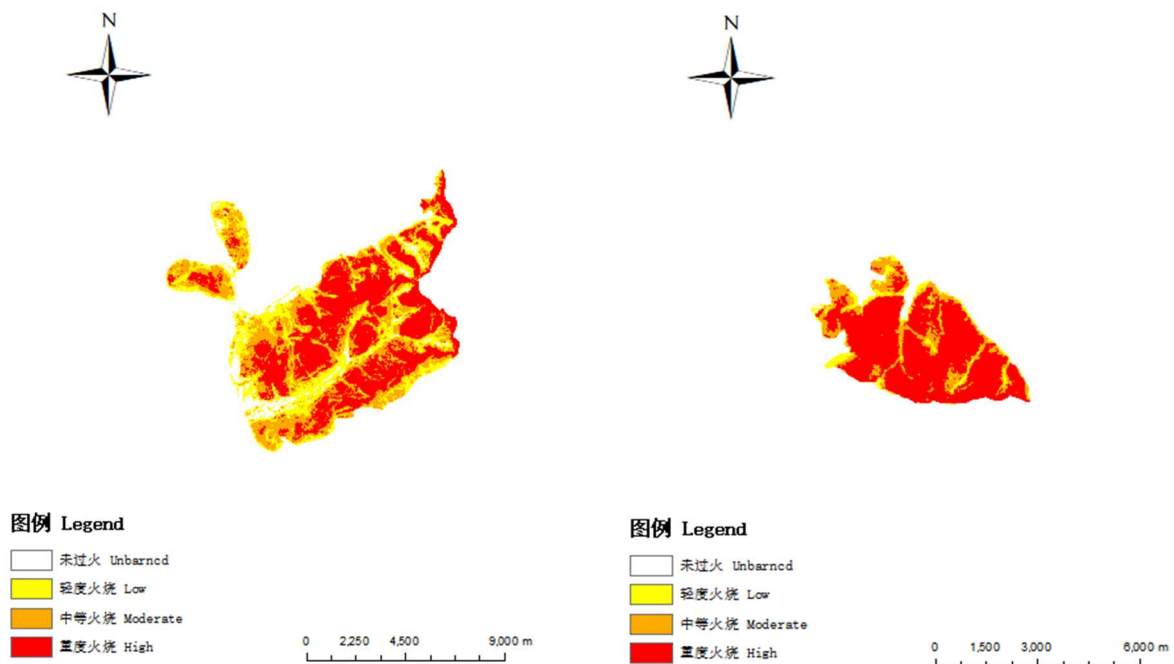 N
N
图例 Legend
未过火 Unbarncd
轻度火烧 Low
中等火烧 Moderate
重度火烧 High
0 2,250 4,500 9,000 m
图例 Legend
未过火 Unbarncd
轻度火烧 Low
中等火烧 Moderate
重度火烧 High
0 1,500 3,000 6,000 m